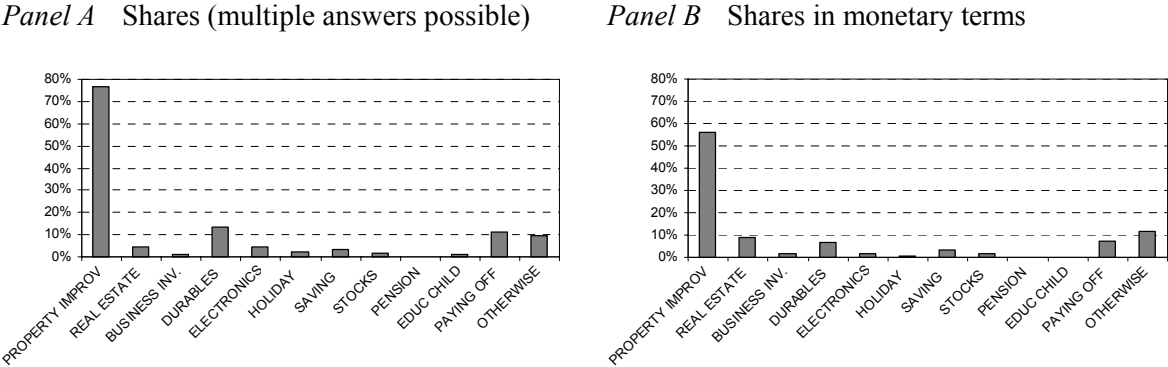 Panel A Shares (multiple answers possible)
80%
70%
60%
50%
40%
30%
20%
10%
0%
PROPERTY IMPROV
REAL ESTATE
BUSINESS INV.
DURABLES
ELECTRONICS
HOLIDAY
SAVING
STOCKS
PENSION
EDUC CHILD
PAYING OFF
OTHERWISE
Panel B Shares in monetary terms
80%
70%
60%
50%
40%
30%
20%
10%
0%
PROPERTY IMPROV
REAL ESTATE
BUSINESS INV.
DURABLES
ELECTRONICS
HOLIDAY
SAVING
STOCKS
PENSION
EDUC CHILD
PAYING OFF
OTHERWISE